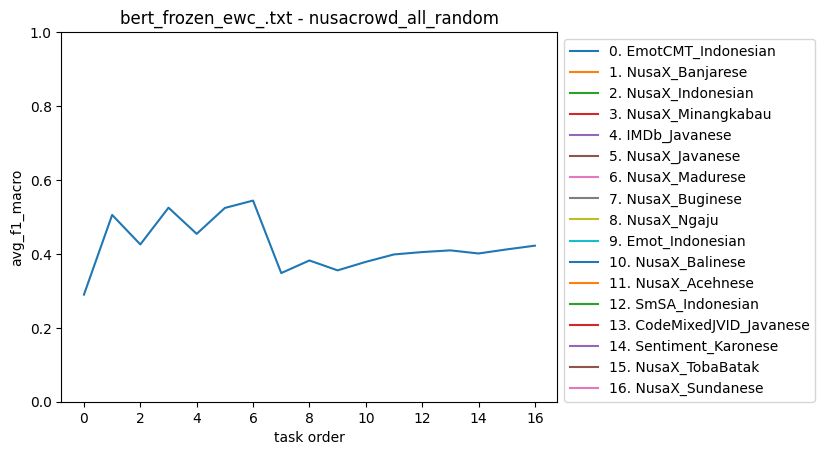 bert_frozen_ewc_.txt - nusacrowd_all_random
1.0
0.8
0.6
0.4
0.2
0.0
avg_f1_macro
0 2 4 6 8 10 12 14 16
task order
0. EmotCMT_Indonesian
1. NusaX_Banjarese
2. NusaX_Indonesian
3. NusaX_Minangkabau
4. IMDb_Javanese
5. NusaX_Javanese
6. NusaX_Madurese
7. NusaX_Buginese
8. NusaX_Ngaju
9. Emot_Indonesian
10. NusaX_Balinese
11. NusaX_Acehnese
12. SmSA_Indonesian
13. CodeMixedJVID_Javanese
14. Sentiment_Karonese
15. NusaX_TobaBatak
16. NusaX_Sundanese